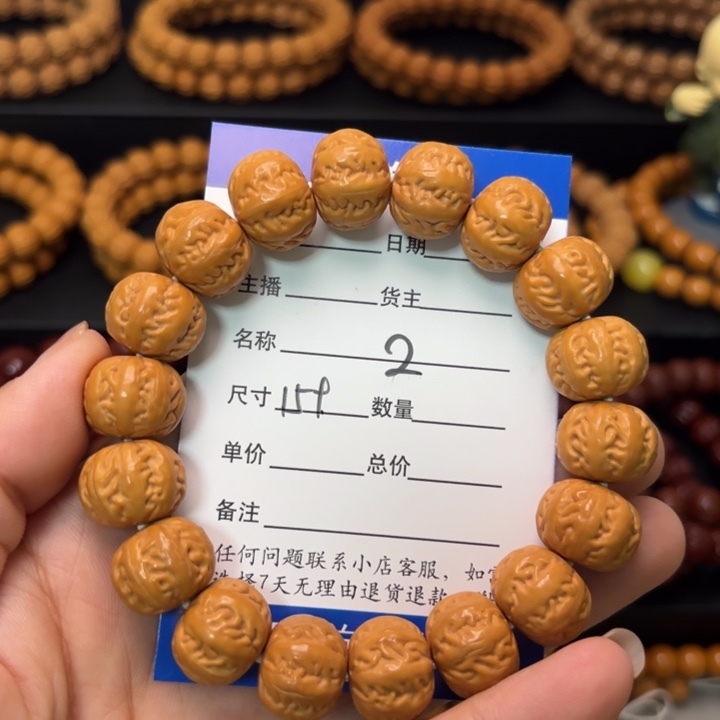 日期
主播 货主
名称 2
尺寸 159 数量
单价 总价
备注
任何问题联系小店客服，如
选择7天无理由退货退款